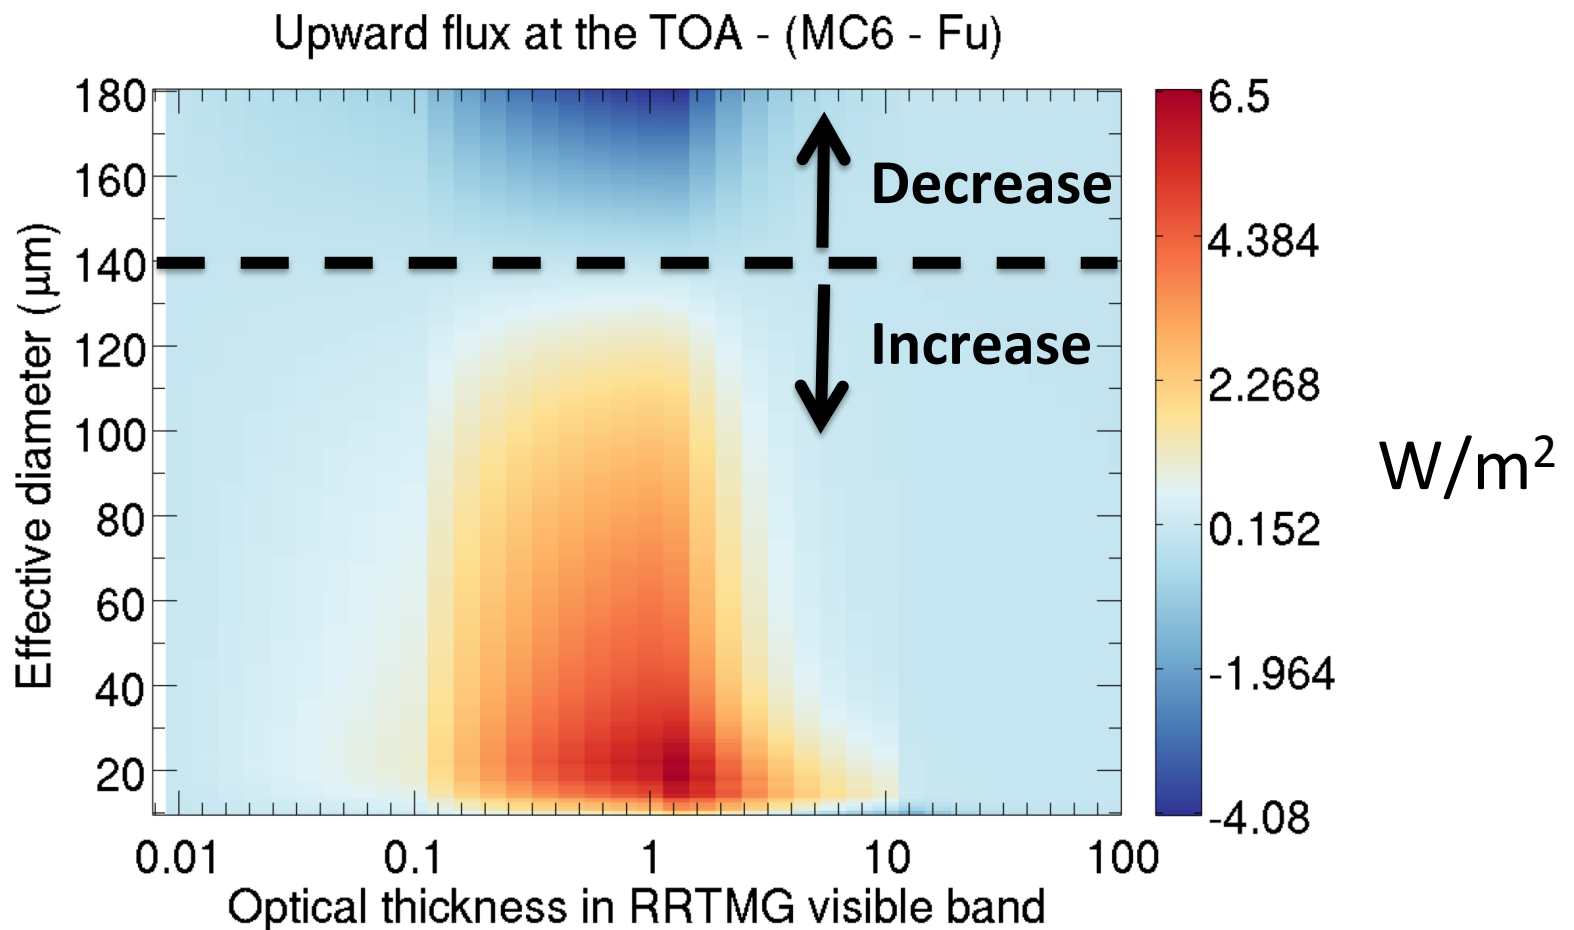 Upward flux at the TOA - (MC6 - Fu)
180
160
140
120
100
80
60
40
20
Effective diameter (µm)
0.01 0.1 1 10 100
Optical thickness in RRTMG visible band
Decrease
Increase
6.5
4.384
2.268
0.152
-1.964
-4.08
W/m²